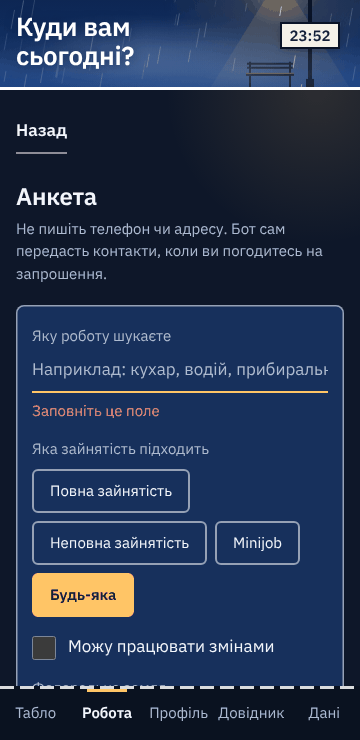 Куди вам
сьогодні?
23:52
Назад
Анкета
Не пишіть телефон чи адресу. Бот сам
передасть контакти, коли ви погодитесь на
запрошення.
Яку роботу шукаєте
Наприклад: кухар, водій, прибиральн
Заповніть це поле
Яка зайнятість підходить
Повна зайнятість
Неповна зайнятість Minijob
Будь-яка
Можу працювати змінами
Табло Робота Профіль Довідник Дані